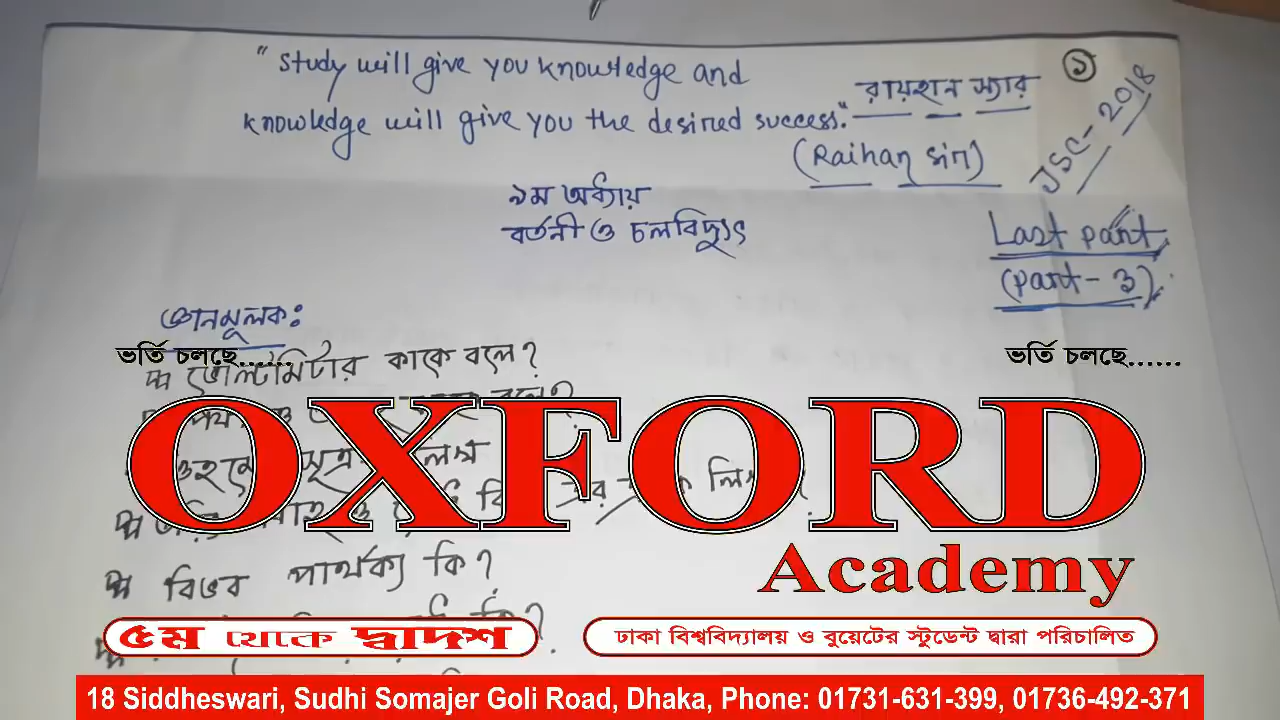 "Study will give you knowledge and
knowledge will give you the desired success."
রায়হান স্যার
(Raihan sir)
১
JSC-2018
৯ম অধ্যায়
বর্তনী ও চলবিদ্যুৎ
Last part
(part-3)
জ্ঞানমূলকঃ
ভর্তি চলছে......
ভর্তি চলছে......
ভোল্টমিটার কাকে বলে?
বলে?
সূত্র
OXFORD
বিভব পার্থক্য কি?
Academy
৫ম থেকে দ্বাদশ
ঢাকা বিশ্ববিদ্যালয় ও বুয়েটের স্টুডেন্ট দ্বারা পরিচালিত
18 Siddheswari, Sudhi Somajer Goli Road, Dhaka, Phone: 01731-631-399, 01736-492-371